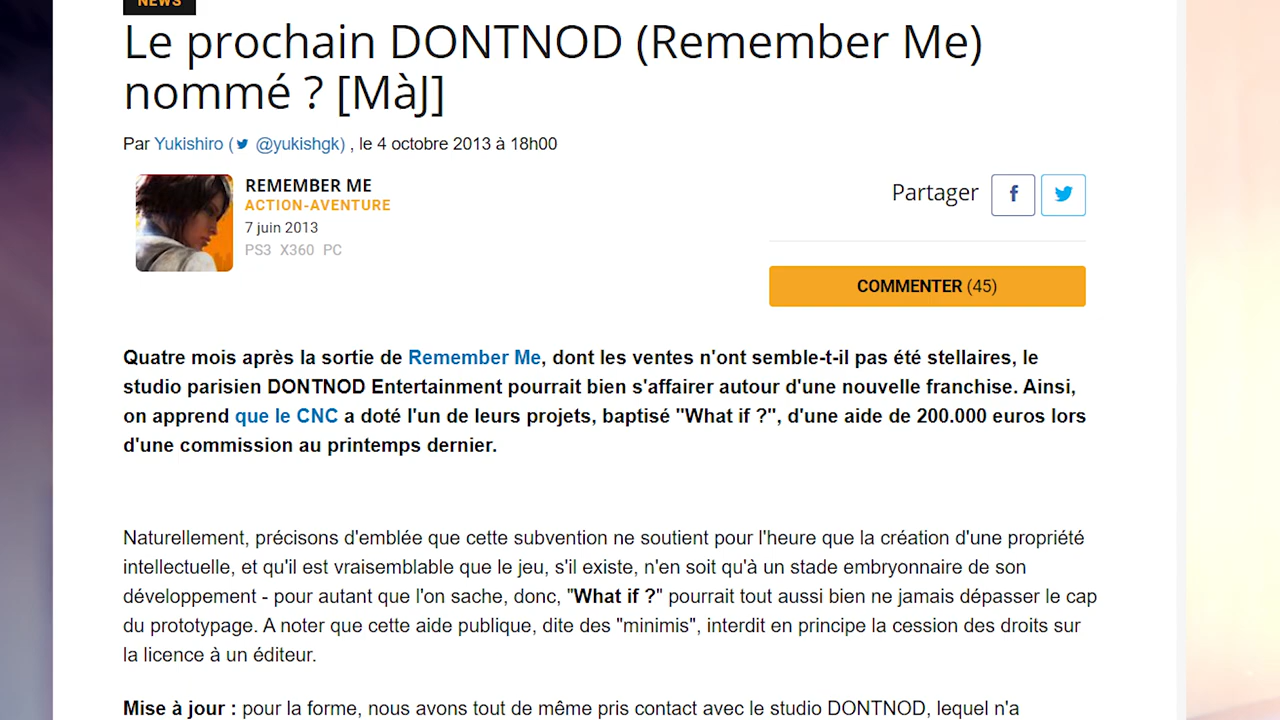 NEWS
Le prochain DONTNOD (Remember Me)
nommé ? [MàJ]
Par Yukishiro ( @yukishgk) , le 4 octobre 2013 à 18h00
REMEMBER ME
ACTION-AVENTURE
7 juin 2013
PS3 X360 PC
Partager
COMMENTER (45)
Quatre mois après la sortie de Remember Me, dont les ventes n'ont semble-t-il pas été stellaires, le
studio parisien DONTNOD Entertainment pourrait bien s'affairer autour d'une nouvelle franchise. Ainsi,
on apprend que le CNC a doté l'un de leurs projets, baptisé "What if ?", d'une aide de 200.000 euros lors
d'une commission au printemps dernier.
Naturellement, précisons d'emblée que cette subvention ne soutient pour l'heure que la création d'une propriété
intellectuelle, et qu'il est vraisemblable que le jeu, s'il existe, n'en soit qu'à un stade embryonnaire de son
développement - pour autant que l'on sache, donc, "What if ?" pourrait tout aussi bien ne jamais dépasser le cap
du prototypage. A noter que cette aide publique, dite des "minimis", interdit en principe la cession des droits sur
la licence à un éditeur.
Mise à jour : pour la forme, nous avons tout de même pris contact avec le studio DONTNOD, lequel n'a